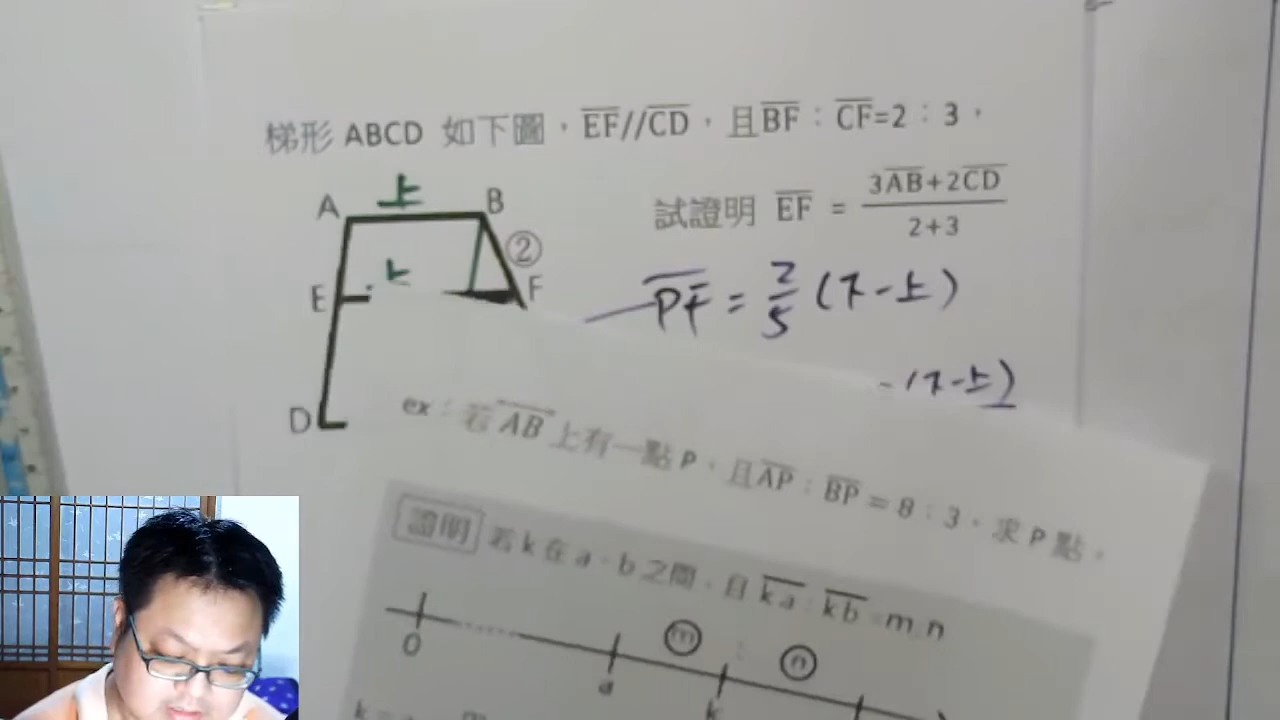 梯形 ABCD 如下圖，EF//CD，且BF：CF=2：3，
試證明 EF = (3AB+2CD)/(2+3)
A 上 B
②
E 上 F
PF = 2/5 (下-上)
(下-上)
D
ex：若 AB 上有一點 P，且AP：BP = 8：3，求 P 點。
證明 若 k 在 a、b 之間，且 ka：kb = m:n
m : n
0 a k